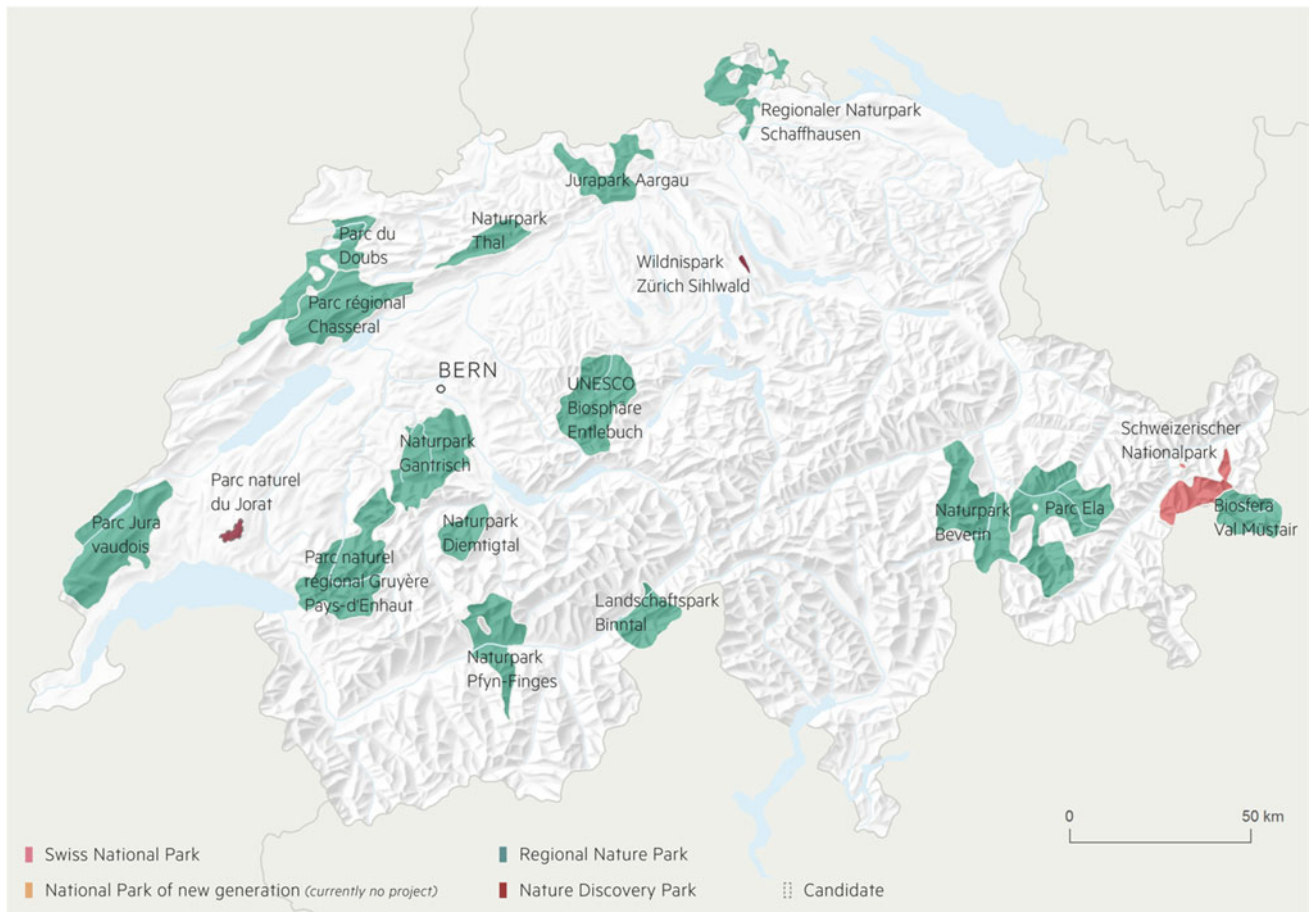 Regionaler Naturpark
Schaffhausen
Jurapark Aargau
Naturpark
Thal
Parc du
Doubs
Wildnispark
Zürich Sihlwald
Parc régional
Chasseral
BERN
UNESCO
Biosphäre
Entlebuch
Schweizerischer
Nationalpark
Naturpark
Gantrisch
Parc naturel
du Jorat
Parc Jura
vaudois
Naturpark
Diemtigtal
Naturpark
Beverin
Parc Ela
Biosfera
Val Müstair
Parc naturel
régional Gruyère
Pays-d'Enhaut
Landschaftspark
Binntal
Naturpark
Pfyn-Finges
0 50 km
Swiss National Park
Regional Nature Park
National Park of new generation (currently no project)
Nature Discovery Park
Candidate